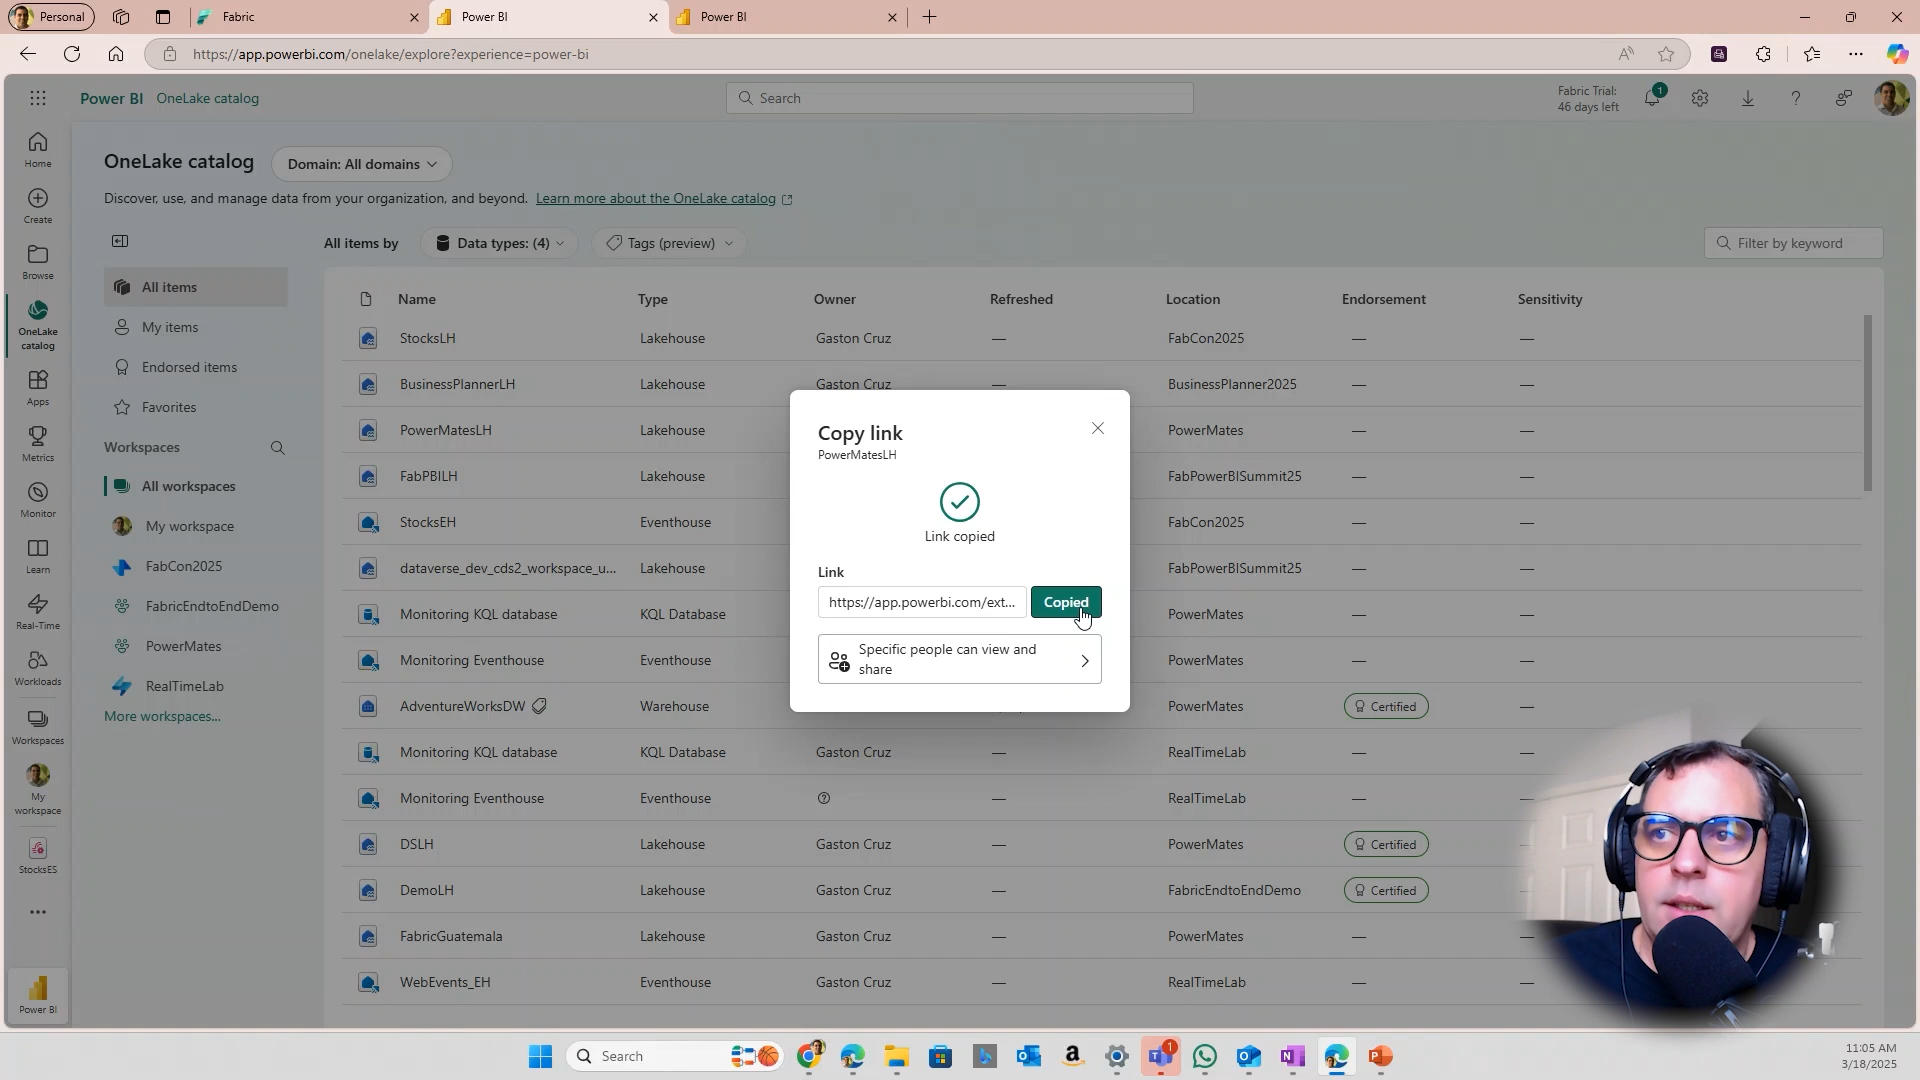 Personal
Fabric
Power BI
Power BI
https://app.powerbi.com/onelake/explore?experience=power-bi
Power BI
OneLake catalog
Search
Fabric Trial:
46 days left
1
Home
Create
Browse
OneLake
catalog
Apps
Metrics
Monitor
Learn
Real-Time
Workloads
Workspaces
My
workspace
StocksES
Power BI
OneLake catalog
Domain: All domains
Discover, use, and manage data from your organization, and beyond. Learn more about the OneLake catalog
All items by
Data types: (4)
Tags (preview)
Filter by keyword
All items
My items
Endorsed items
Favorites
Workspaces
All workspaces
My workspace
FabCon2025
FabricEndtoEndDemo
PowerMates
RealTimeLab
More workspaces...
Name Type Owner Refreshed Location Endorsement Sensitivity
StocksLH Lakehouse Gaston Cruz — FabCon2025 — —
BusinessPlannerLH Lakehouse Gaston Cruz — BusinessPlanner2025 — —
PowerMatesLH Lakehouse PowerMates — —
FabPBILH Lakehouse FabPowerBISummit25 — —
StocksEH Eventhouse FabCon2025 — —
dataverse_dev_cds2_workspace_u... Lakehouse FabPowerBISummit25 — —
Monitoring KQL database KQL Database PowerMates — —
Monitoring Eventhouse Eventhouse PowerMates — —
AdventureWorksDW Warehouse PowerMates Certified —
Monitoring KQL database KQL Database Gaston Cruz — RealTimeLab — —
Monitoring Eventhouse Eventhouse — RealTimeLab — —
DSLH Lakehouse Gaston Cruz — PowerMates Certified —
DemoLH Lakehouse Gaston Cruz — FabricEndtoEndDemo Certified —
FabricGuatemala Lakehouse Gaston Cruz — PowerMates — —
WebEvents_EH Eventhouse Gaston Cruz — RealTimeLab — —
Copy link
PowerMatesLH
Link copied
Link
https://app.powerbi.com/ext...
Copied
Specific people can view and
share
Search
1
11:05 AM
3/18/2025